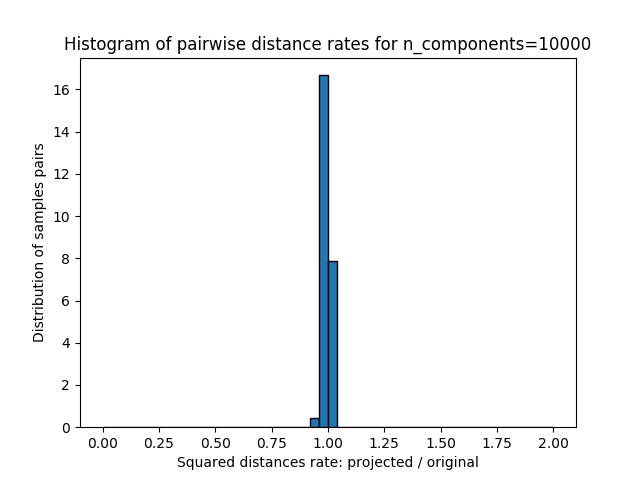 Histogram of pairwise distance rates for n_components=10000
Distribution of samples pairs
16
14
12
10
8
6
4
2
0
0.00 0.25 0.50 0.75 1.00 1.25 1.50 1.75 2.00
Squared distances rate: projected / original